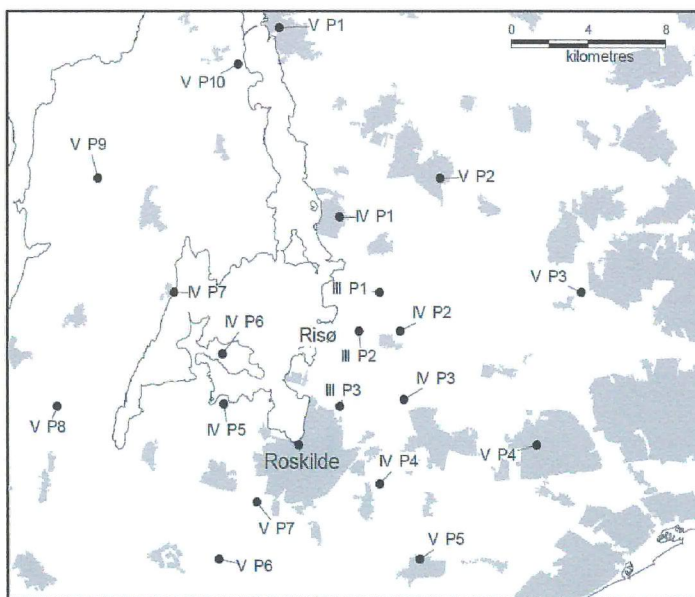 V P1
0 4 8
kilometres
V P10
V P9
V P2
IV P1
V P3
IV P7
III P1
Risø
IV P2
IV P6
III P2
III P3
IV P3
V P8
IV P5
Roskilde
V P4
IV P4
V P7
V P6
V P5